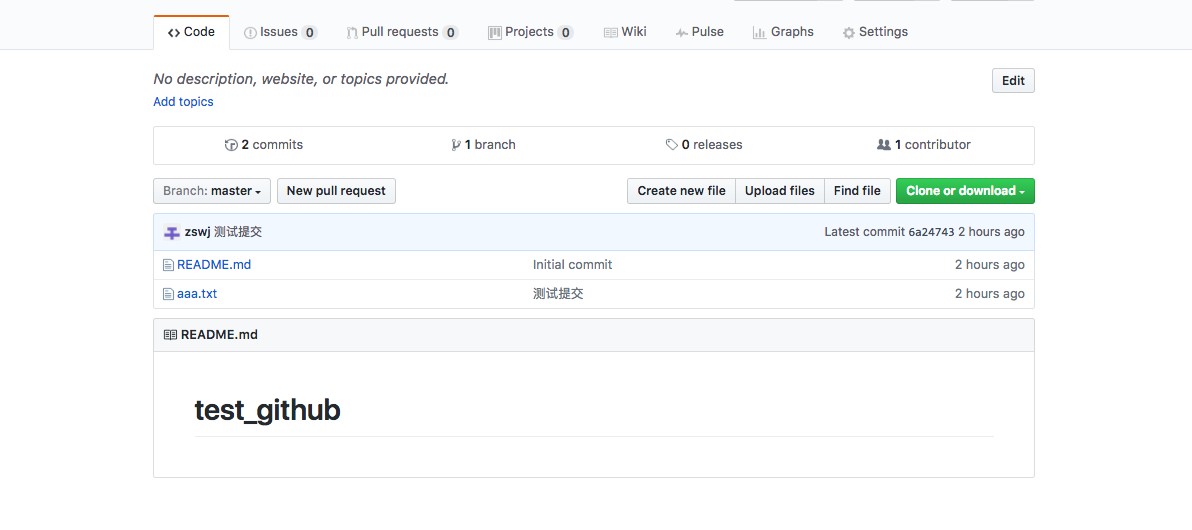 Code Issues 0 Pull requests 0 Projects 0 Wiki Pulse Graphs Settings
No description, website, or topics provided. Edit
Add topics
2 commits 1 branch 0 releases 1 contributor
Branch: master New pull request Create new file Upload files Find file Clone or download
zswj 测试提交 Latest commit 6a24743 2 hours ago
README.md Initial commit 2 hours ago
aaa.txt 测试提交 2 hours ago
README.md
test_github